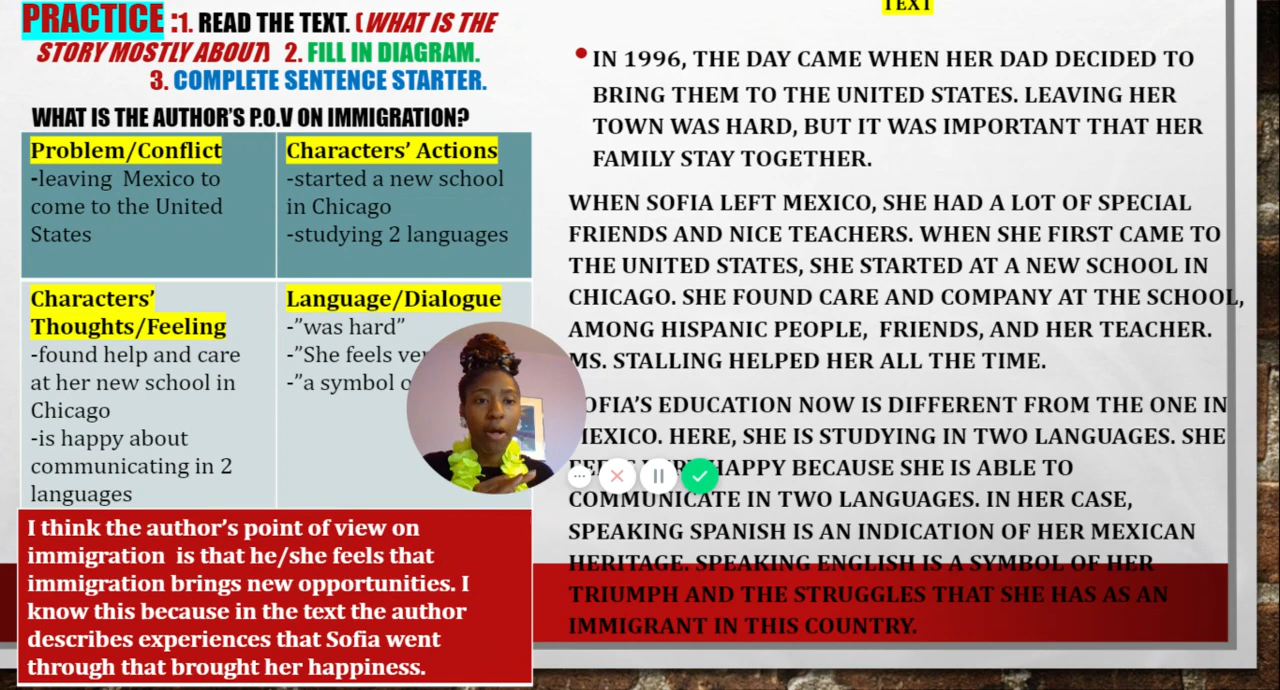 PRACTICE :1. READ THE TEXT. (WHAT IS THE
STORY MOSTLY ABOUT) 2. FILL IN DIAGRAM.
3. COMPLETE SENTENCE STARTER.
WHAT IS THE AUTHOR'S P.O.V ON IMMIGRATION?
Problem/Conflict
-leaving Mexico to
come to the United
States
Characters' Actions
-started a new school
in Chicago
-studying 2 languages
Characters'
Thoughts/Feeling
-found help and care
at her new school in
Chicago
-is happy about
communicating in 2
languages
Language/Dialogue
-"was hard"
-"She feels
-"a symbol
I think the author's point of view on
immigration is that he/she feels that
immigration brings new opportunities. I
know this because in the text the author
describes experiences that Sofia went
through that brought her happiness.
TEXT
• IN 1996, THE DAY CAME WHEN HER DAD DECIDED TO
BRING THEM TO THE UNITED STATES. LEAVING HER
TOWN WAS HARD, BUT IT WAS IMPORTANT THAT HER
FAMILY STAY TOGETHER.
WHEN SOFIA LEFT MEXICO, SHE HAD A LOT OF SPECIAL
FRIENDS AND NICE TEACHERS. WHEN SHE FIRST CAME TO
THE UNITED STATES, SHE STARTED AT A NEW SCHOOL IN
CHICAGO. SHE FOUND CARE AND COMPANY AT THE SCHOOL,
AMONG HISPANIC PEOPLE, FRIENDS, AND HER TEACHER.
MS. STALLING HELPED HER ALL THE TIME.
OFIA'S EDUCATION NOW IS DIFFERENT FROM THE ONE IN
MEXICO. HERE, SHE IS STUDYING IN TWO LANGUAGES. SHE
HAPPY BECAUSE SHE IS ABLE TO
COMMUNICATE IN TWO LANGUAGES. IN HER CASE,
SPEAKING SPANISH IS AN INDICATION OF HER MEXICAN
HERITAGE. SPEAKING ENGLISH IS A SYMBOL OF HER
TRIUMPH AND THE STRUGGLES THAT SHE HAS AS AN
IMMIGRANT IN THIS COUNTRY.